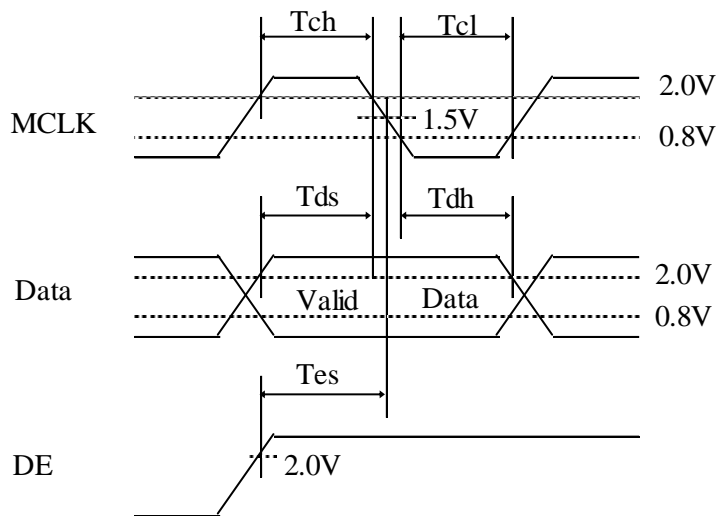 Tch
Tcl
MCLK
2.0V
1.5V
0.8V
Tds
Tdh
Data
Valid
Data
2.0V
0.8V
Tes
DE
2.0V